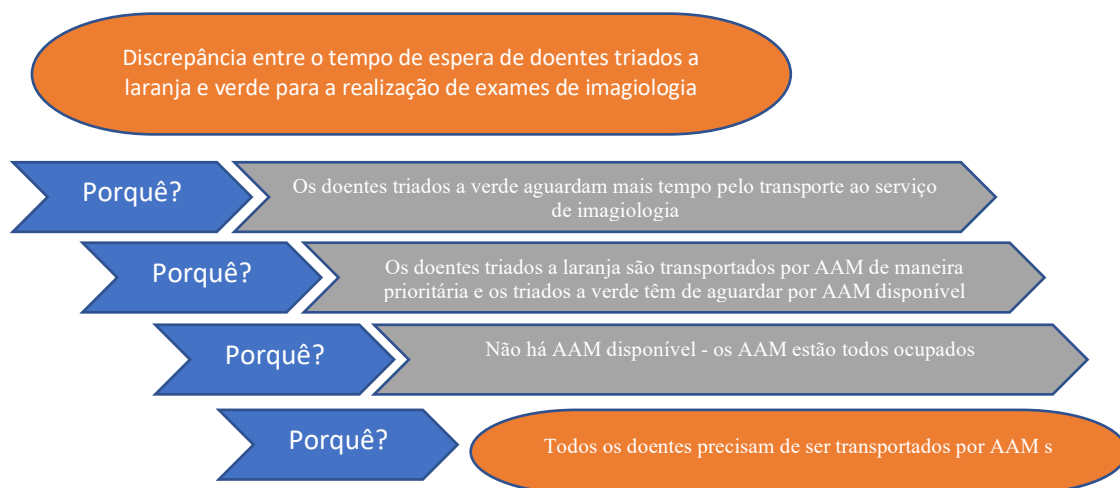 Discrepância entre o tempo de espera de doentes triados a
laranja e verde para a realização de exames de imagiologia
Porquê?
Os doentes triados a verde aguardam mais tempo pelo transporte ao serviço
de imagiologia
Porquê?
Os doentes triados a laranja são transportados por AAM de maneira
prioritária e os triados a verde têm de aguardar por AAM disponível
Porquê?
Não há AAM disponível - os AAM estão todos ocupados
Porquê?
Todos os doentes precisam de ser transportados por AAM s